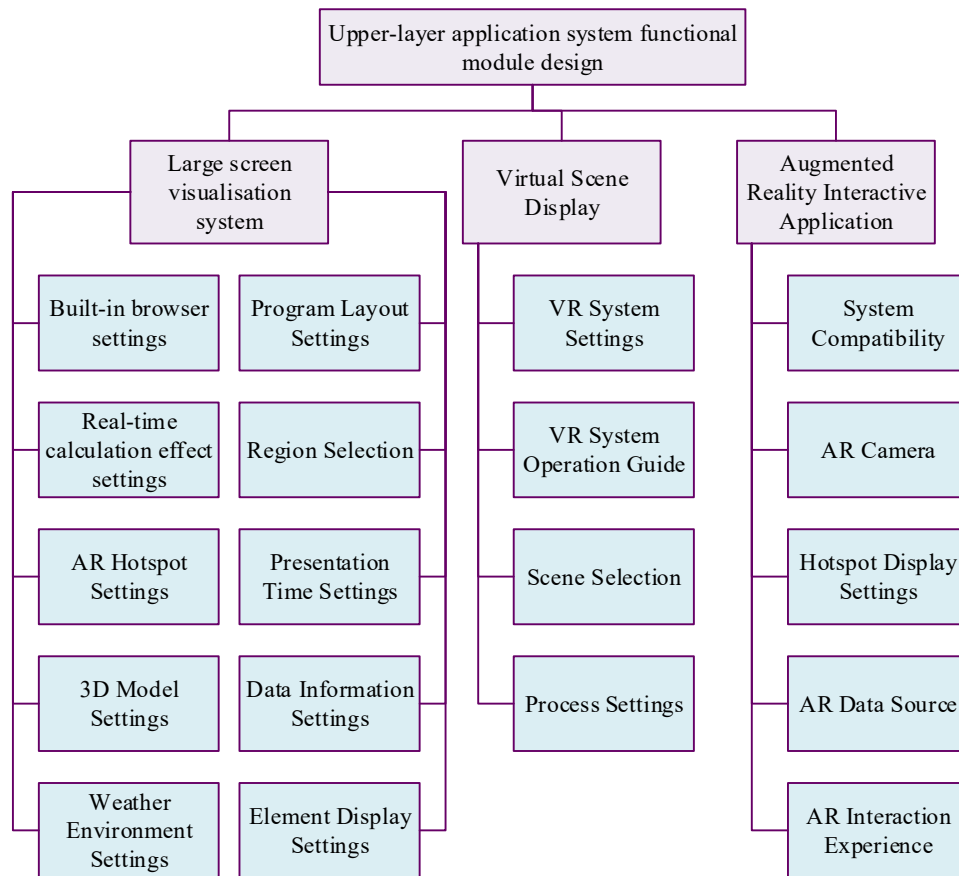 Upper-layer application system functional
module design
Large screen
visualisation
system
Virtual Scene
Display
Augmented
Reality Interactive
Application
Built-in browser
settings
Program Layout
Settings
VR System
Settings
System
Compatibility
Real-time
calculation effect
settings
Region Selection
VR System
Operation Guide
AR Camera
AR Hotspot
Settings
Presentation
Time Settings
Scene Selection
Hotspot Display
Settings
3D Model
Settings
Data Information
Settings
Process Settings
AR Data Source
Weather
Environment
Settings
Element Display
Settings
AR Interaction
Experience